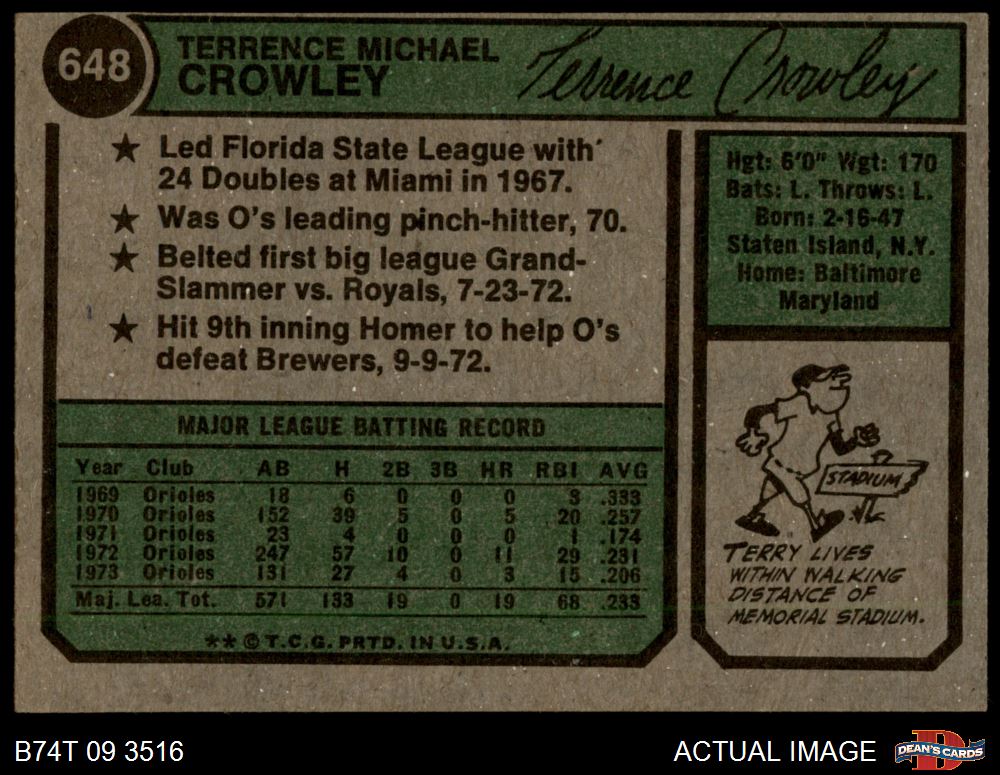 648
TERRENCE MICHAEL
CROWLEY
Terrence Crowley
★ Led Florida State League with
24 Doubles at Miami in 1967.
★ Was O's leading pinch-hitter, 70.
★ Belted first big league Grand-
Slammer vs. Royals, 7-23-72.
★ Hit 9th inning Homer to help O's
defeat Brewers, 9-9-72.
Hgt: 6'0" Wgt: 170
Bats: L. Throws: L.
Born: 2-16-47
Staten Island, N.Y.
Home: Baltimore
Maryland
MAJOR LEAGUE BATTING RECORD
Year Club AB H 2B 3B HR RBI AVG
1969 Orioles 18 6 0 0 0 3 .333
1970 Orioles 152 39 5 0 5 20 .257
1971 Orioles 23 4 0 0 0 1 .174
1972 Orioles 247 57 10 0 11 29 .231
1973 Orioles 131 27 4 0 3 15 .206
Maj. Lea. Tot. 571 133 19 0 19 68 .233
**©T.C.G. PRTD. IN U.S.A.
STADIUM
TERRY LIVES
WITHIN WALKING
DISTANCE OF
MEMORIAL STADIUM.
B74T 09 3516
ACTUAL IMAGE
D
DEAN'S CARDS